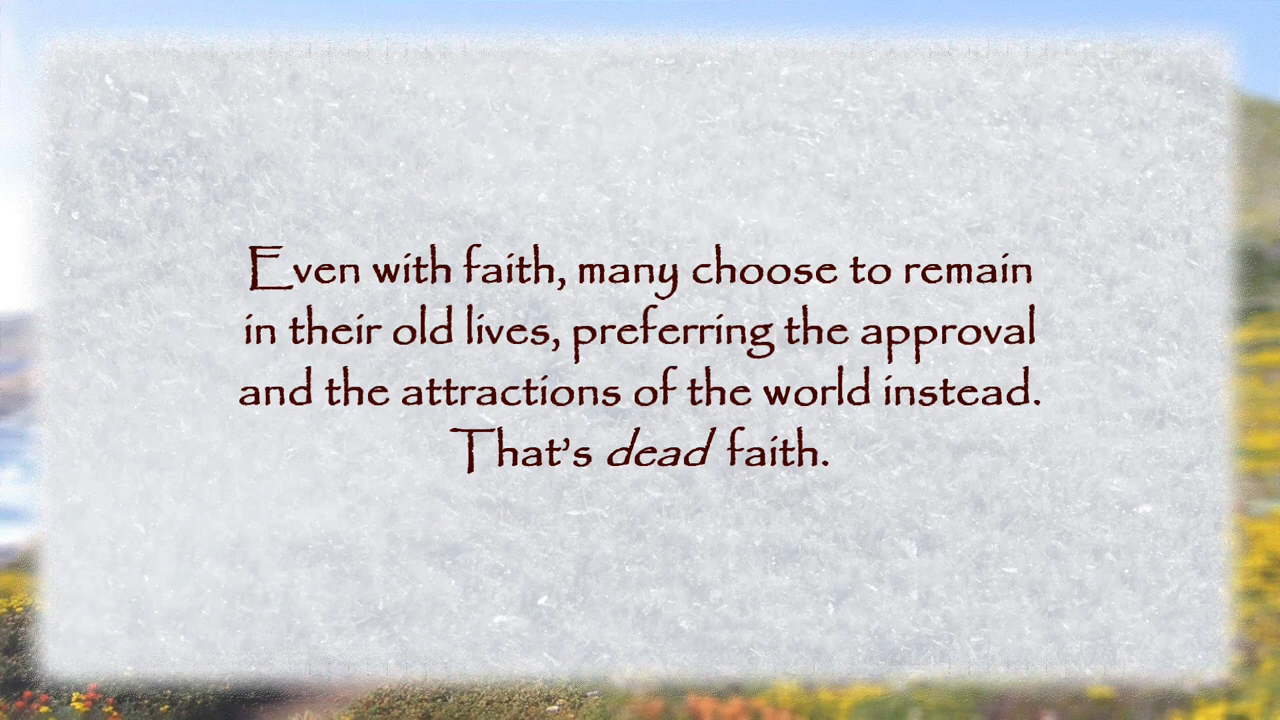 Even with faith, many choose to remain
in their old lives, preferring the approval
and the attractions of the world instead.
That's dead faith.